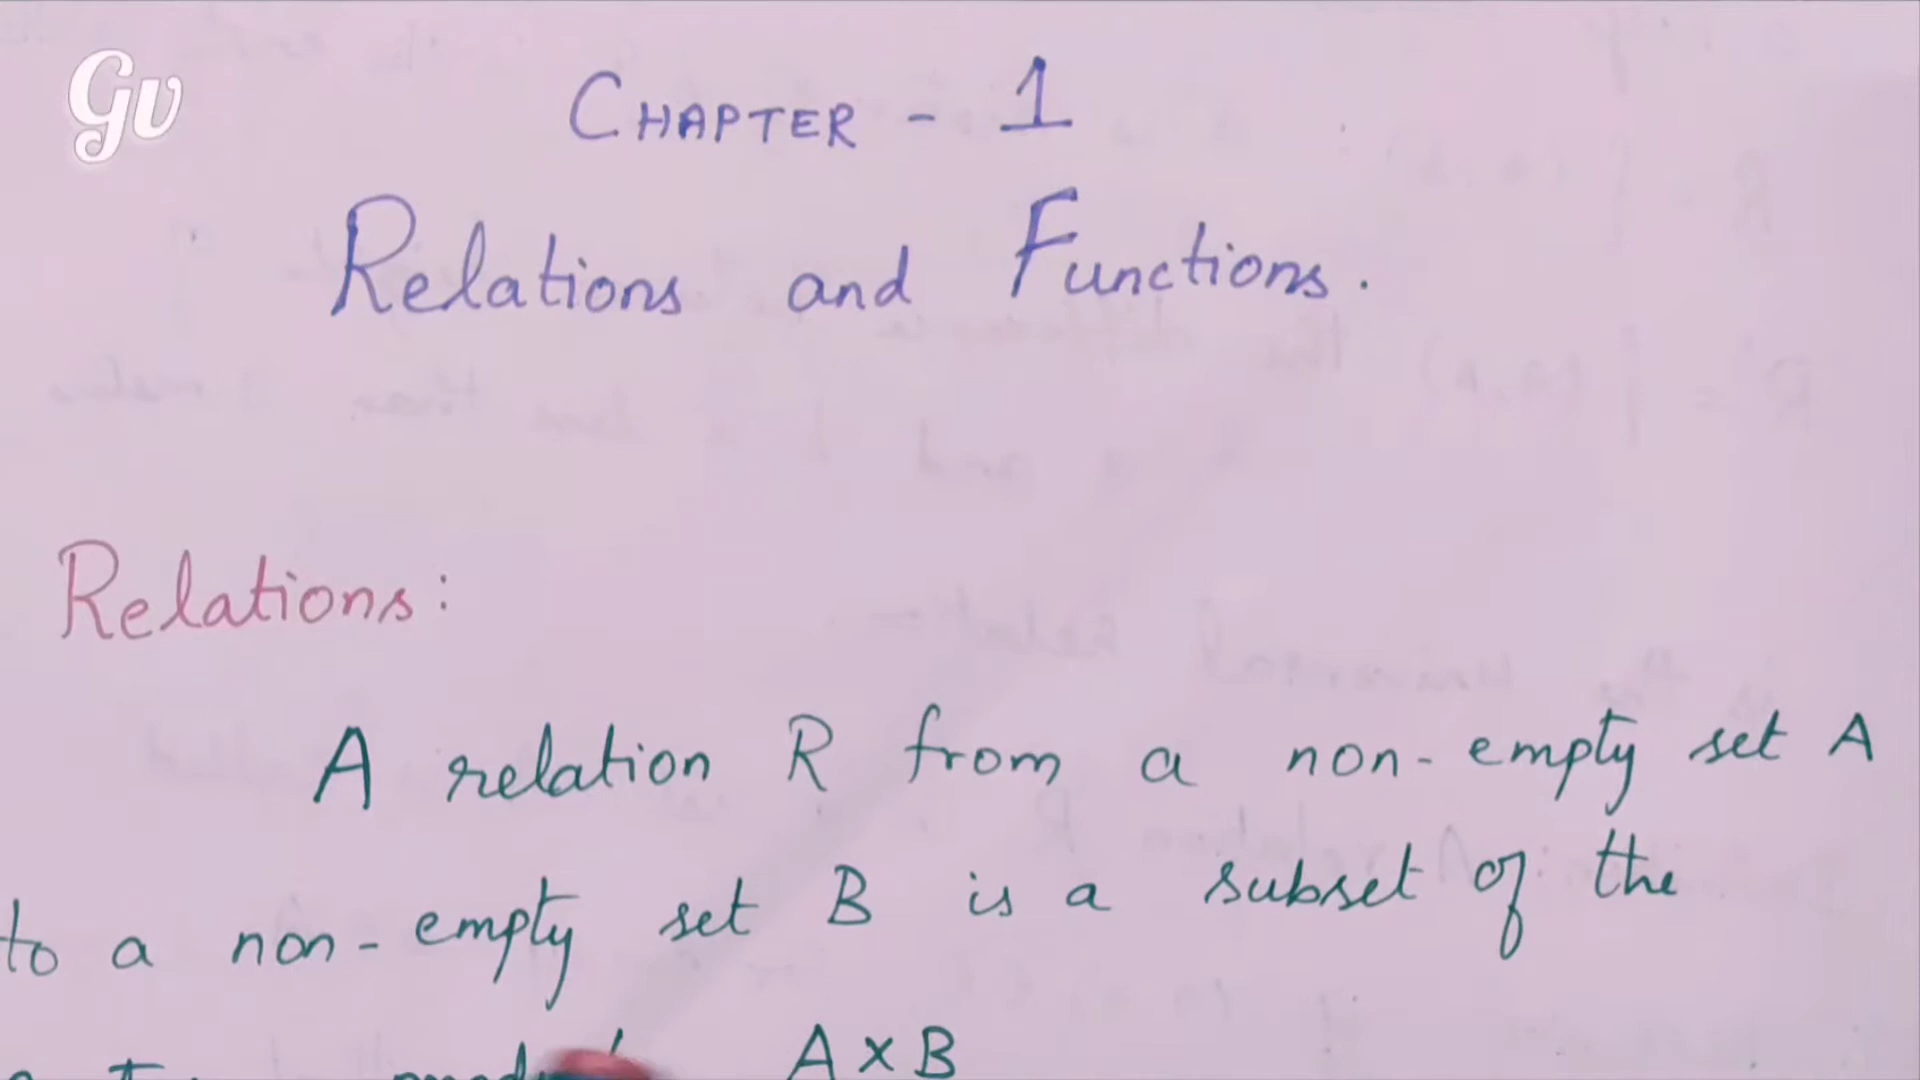 Gv
CHAPTER - 1
Relations and Functions.
Relations:
A relation R from a non-empty set A
to a non-empty set B is a subset of the
A×B